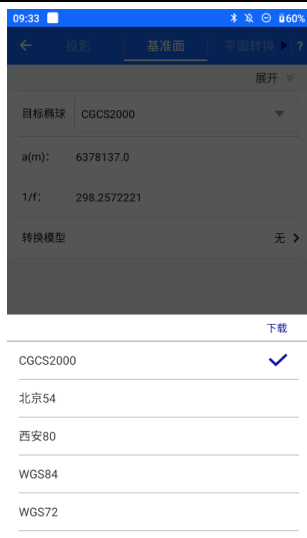 09:33 60%
投影 基准面 平面转换 ?
展开
目标椭球 CGCS2000
a(m): 6378137.0
1/f: 298.2572221
转换模型 无
下载
CGCS2000
北京54
西安80
WGS84
WGS72